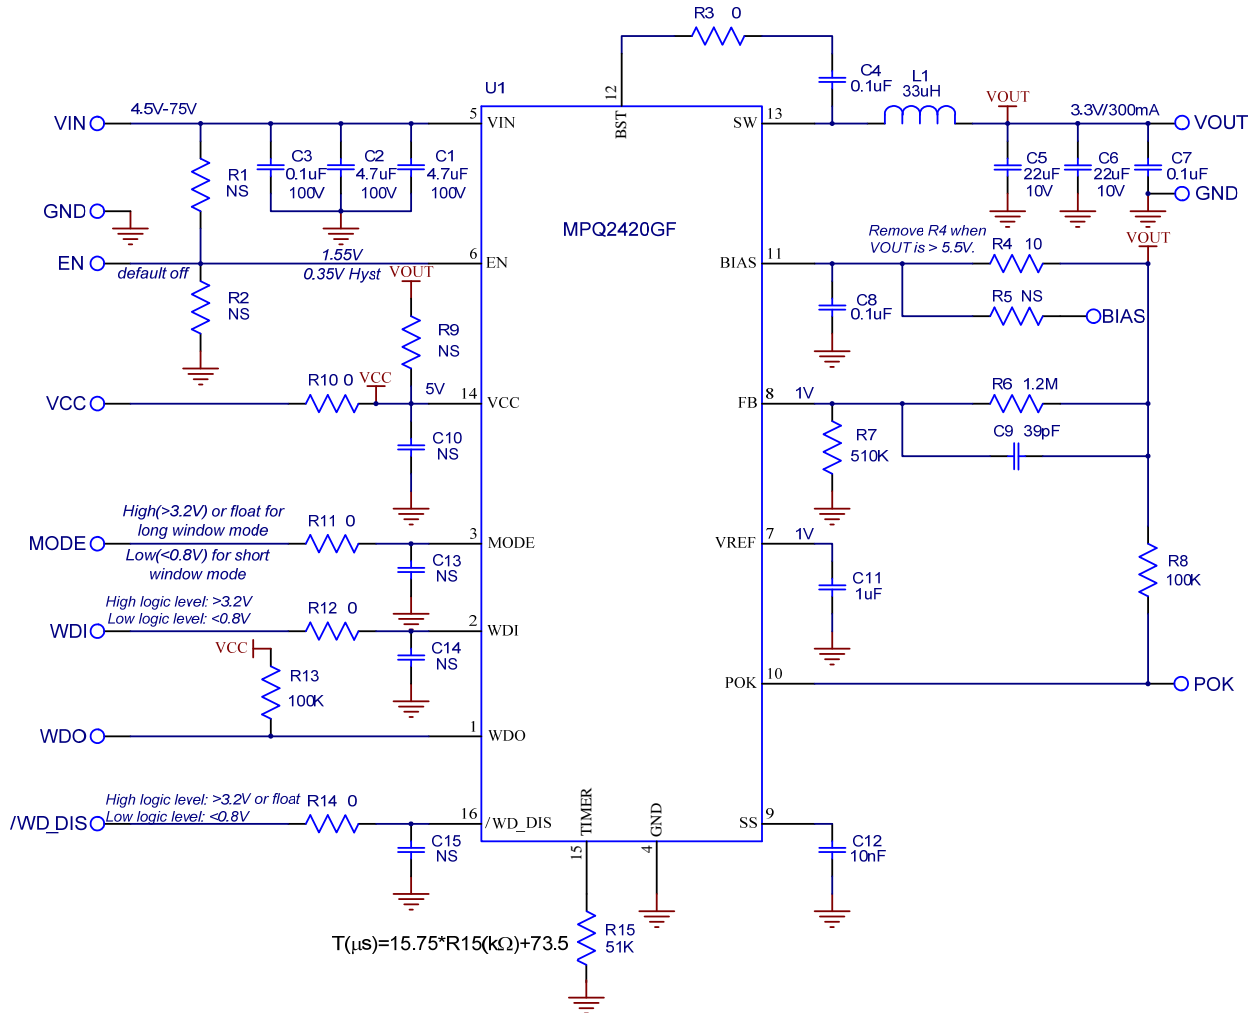 R3 0
C4
0.1uF
L1
33uH
U1
12
BST
4.5V-75V
VIN
5
VIN
SW
13
VOUT
3.3V/300mA
VOUT
R1
NS
C3
0.1uF
100V
C2
4.7uF
100V
C1
4.7uF
100V
C5
22uF
10V
C6
22uF
10V
C7
0.1uF
GND
GND
MPQ2420GF
Remove R4 when
VOUT is > 5.5V.
VOUT
EN
default off
1.55V
0.35V Hyst
6
EN
BIAS
11
R4 10
R2
NS
VOUT
R9
NS
C8
0.1uF
R5 NS
BIAS
VCC
R10 0
VCC
5V
14
VCC
FB
8
1V
R6 1.2M
C10
NS
R7
510K
C9 39pF
High(>3.2V) or float for
long window mode
MODE
R11 0
3
MODE
VREF
7
1V
Low(<0.8V) for short
window mode
C13
NS
C11
1uF
R8
100K
High logic level: >3.2V
Low logic level: <0.8V
WDI
R12 0
2
WDI
VCC
C14
NS
R13
100K
POK
10
POK
WDO
1
WDO
High logic level: >3.2V or float
Low logic level: <0.8V
/WD_DIS
R14 0
16
/WD_DIS
TIMER
15
GND
4
SS
9
C15
NS
C12
10nF
T(μs)=15.75*R15(kΩ)+73.5
R15
51K